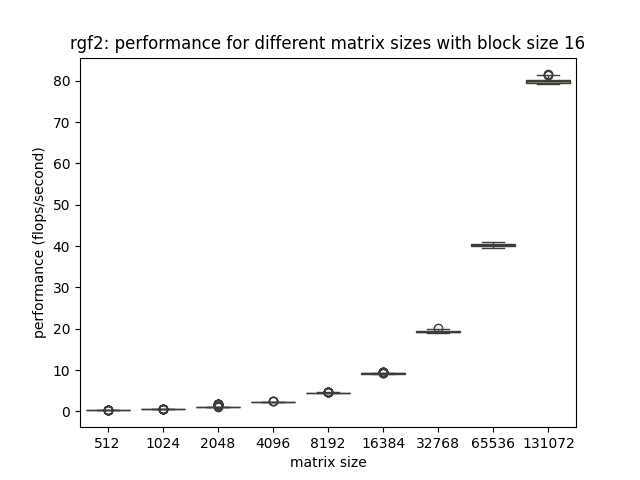 rgf2: performance for different matrix sizes with block size 16
80
70
60
50
40
30
20
10
0
performance (flops/second)
512 1024 2048 4096 8192 16384 32768 65536 131072
matrix size